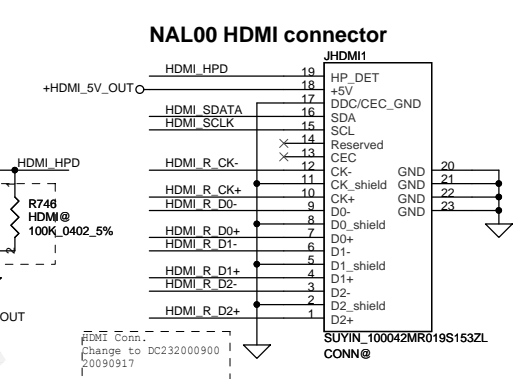 NAL00 HDMI connector
JHDMI1
HDMI_HPD 19 HP_DET
+HDMI_5V_OUT 18 +5V
17 DDC/CEC_GND
HDMI_SDATA 16 SDA
HDMI_SCLK 15 SCL
14 Reserved
13 CEC
HDMI_R_CK- 12 CK- GND 20
11 CK_shield GND 21
HDMI_R_CK+ 10 CK+ GND 22
HDMI_R_D0- 9 D0- GND 23
8 D0_shield
HDMI_R_D0+ 7 D0+
HDMI_R_D1- 6 D1-
5 D1_shield
HDMI_R_D1+ 4 D1+
HDMI_R_D2- 3 D2-
2 D2_shield
HDMI_R_D2+ 1 D2+
SUYIN_100042MR019S153ZL
CONN@
HDMI_HPD
1
R746
HDMI@
100K_0402_5%
2
OUT
HDMI Conn.
Change to DC232000900
20090917